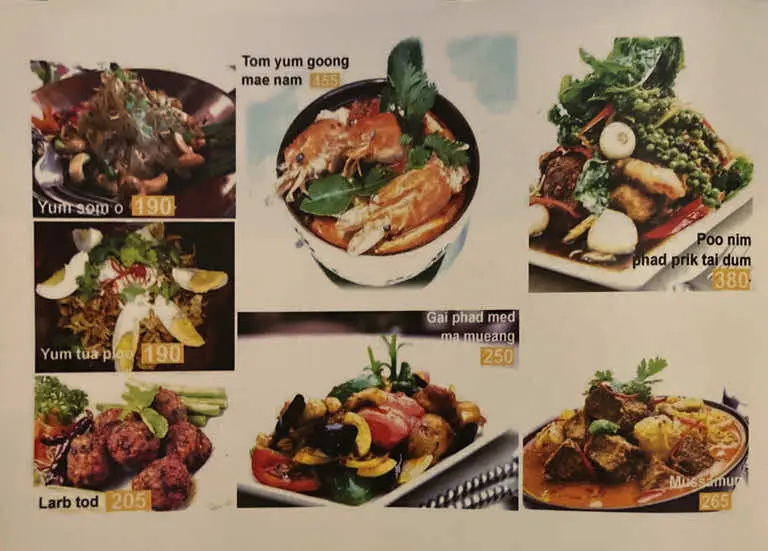 Yum som o 190
Tom yum goong
mae nam 455
Poo nim
phad prik tai dum
380
Yum tua ploo 190
Gai phad med
ma mueang
250
Larb tod 205
Mussamun
265